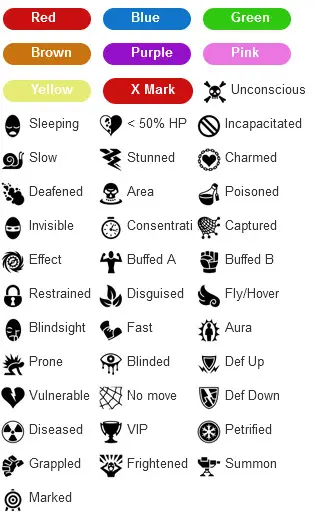 Red Blue Green
Brown Purple Pink
Yellow X Mark Unconscious
Sleeping < 50% HP Incapacitated
Slow Stunned Charmed
Deafened Area Poisoned
Invisible Consentrati Captured
Effect Buffed A Buffed B
Restrained Disguised Fly/Hover
Blindsight Fast Aura
Prone Blinded Def Up
Vulnerable No move Def Down
Diseased VIP Petrified
Grappled Frightened Summon
Marked